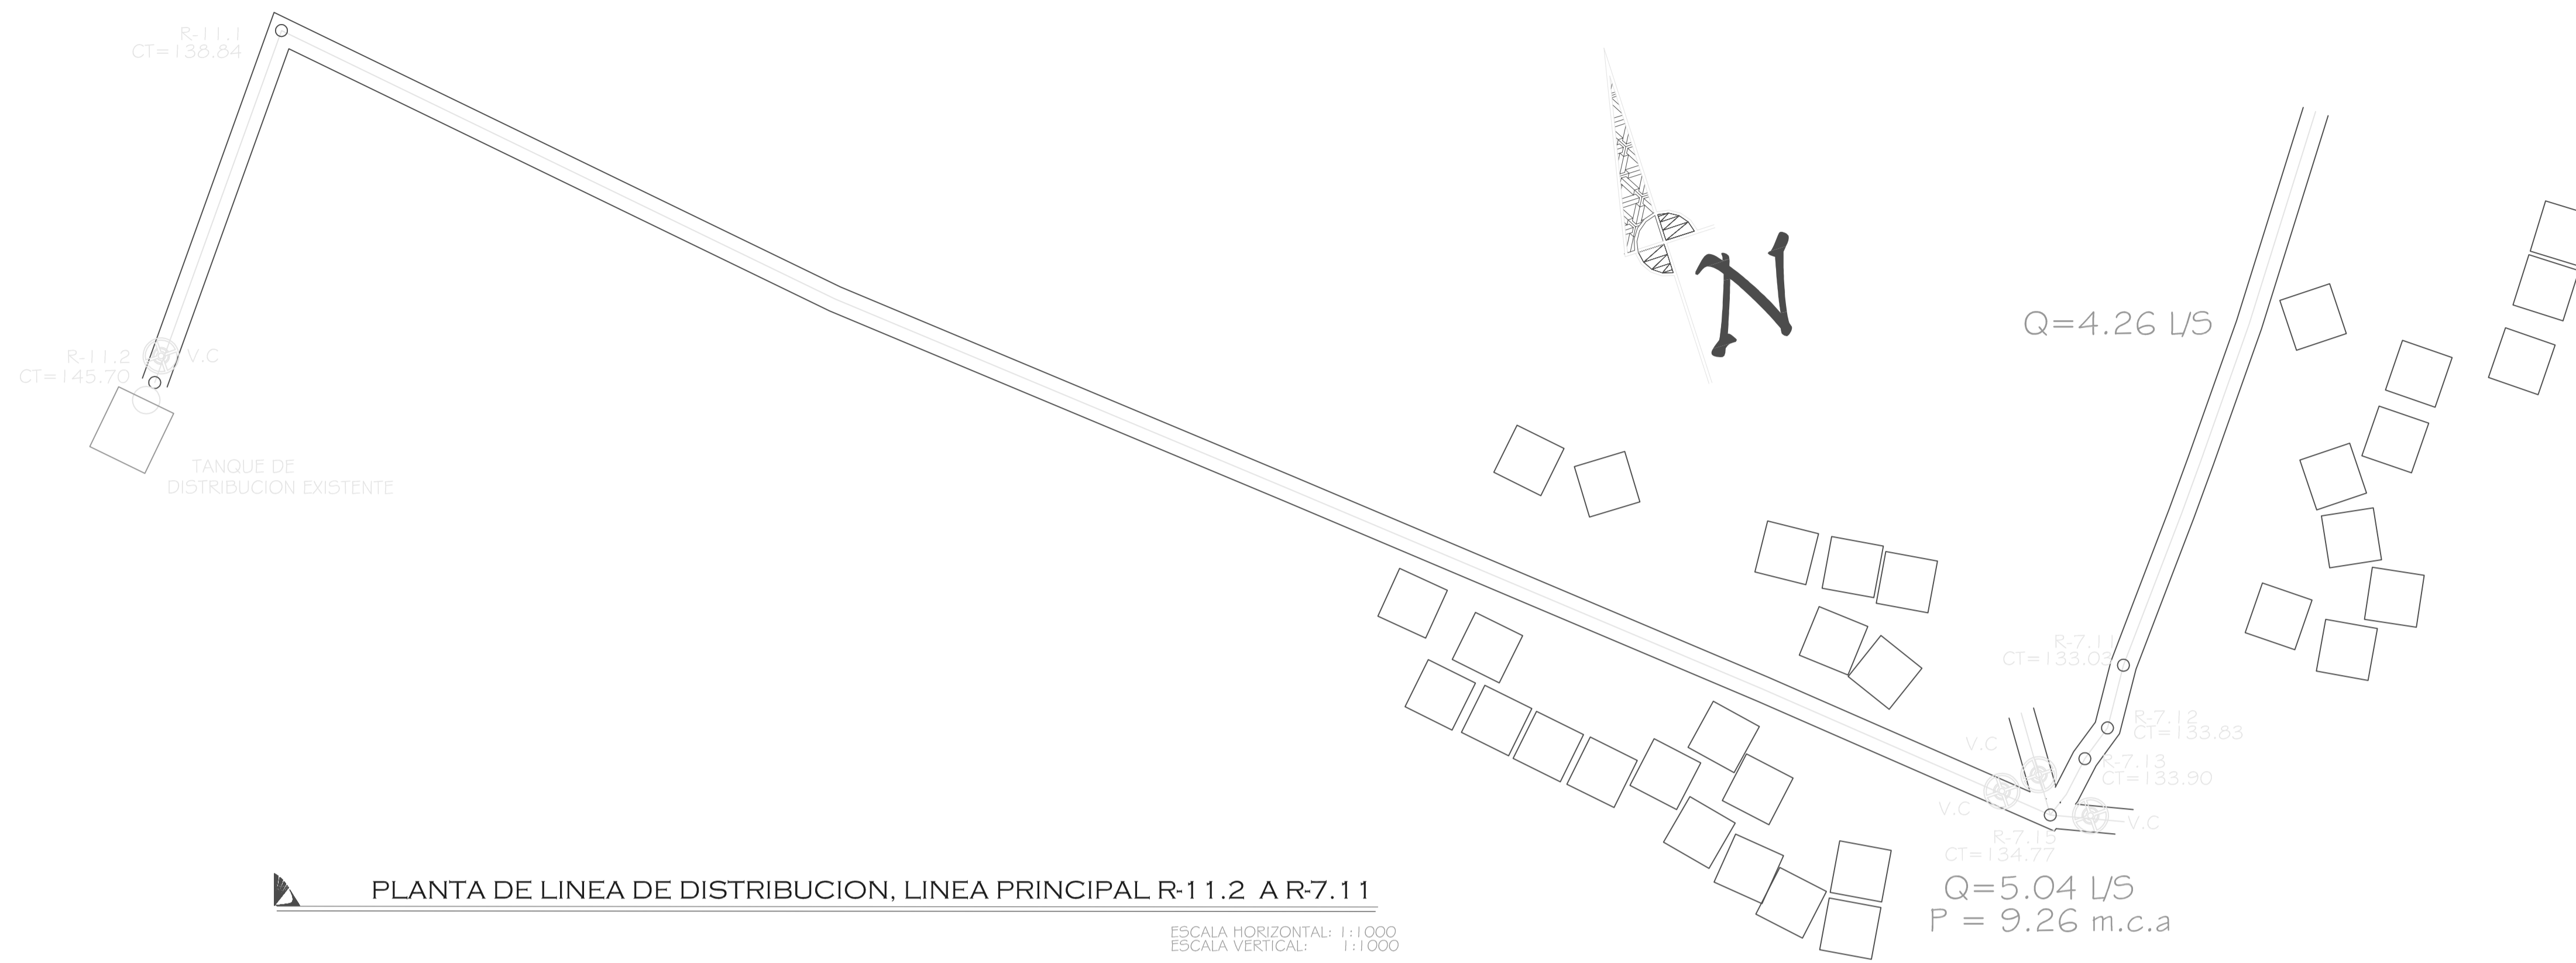 R-11.1
CT=138.84
R-11.2
V.C
CT=145.70
TANQUE DE
DISTRIBUCION EXISTENTE
N
Q=4.26 L/S
R-7.11
CT=133.03
R-7.12
CT=133.83
V.C
R-7.13
CT=133.90
V.C
V.C
R-7.15
CT=134.77
Q=5.04 L/S
P = 9.26 m.c.a
PLANTA DE LINEA DE DISTRIBUCION, LINEA PRINCIPAL R-11.2 A R-7.11
ESCALA HORIZONTAL: 1:1000
ESCALA VERTICAL: 1:1000